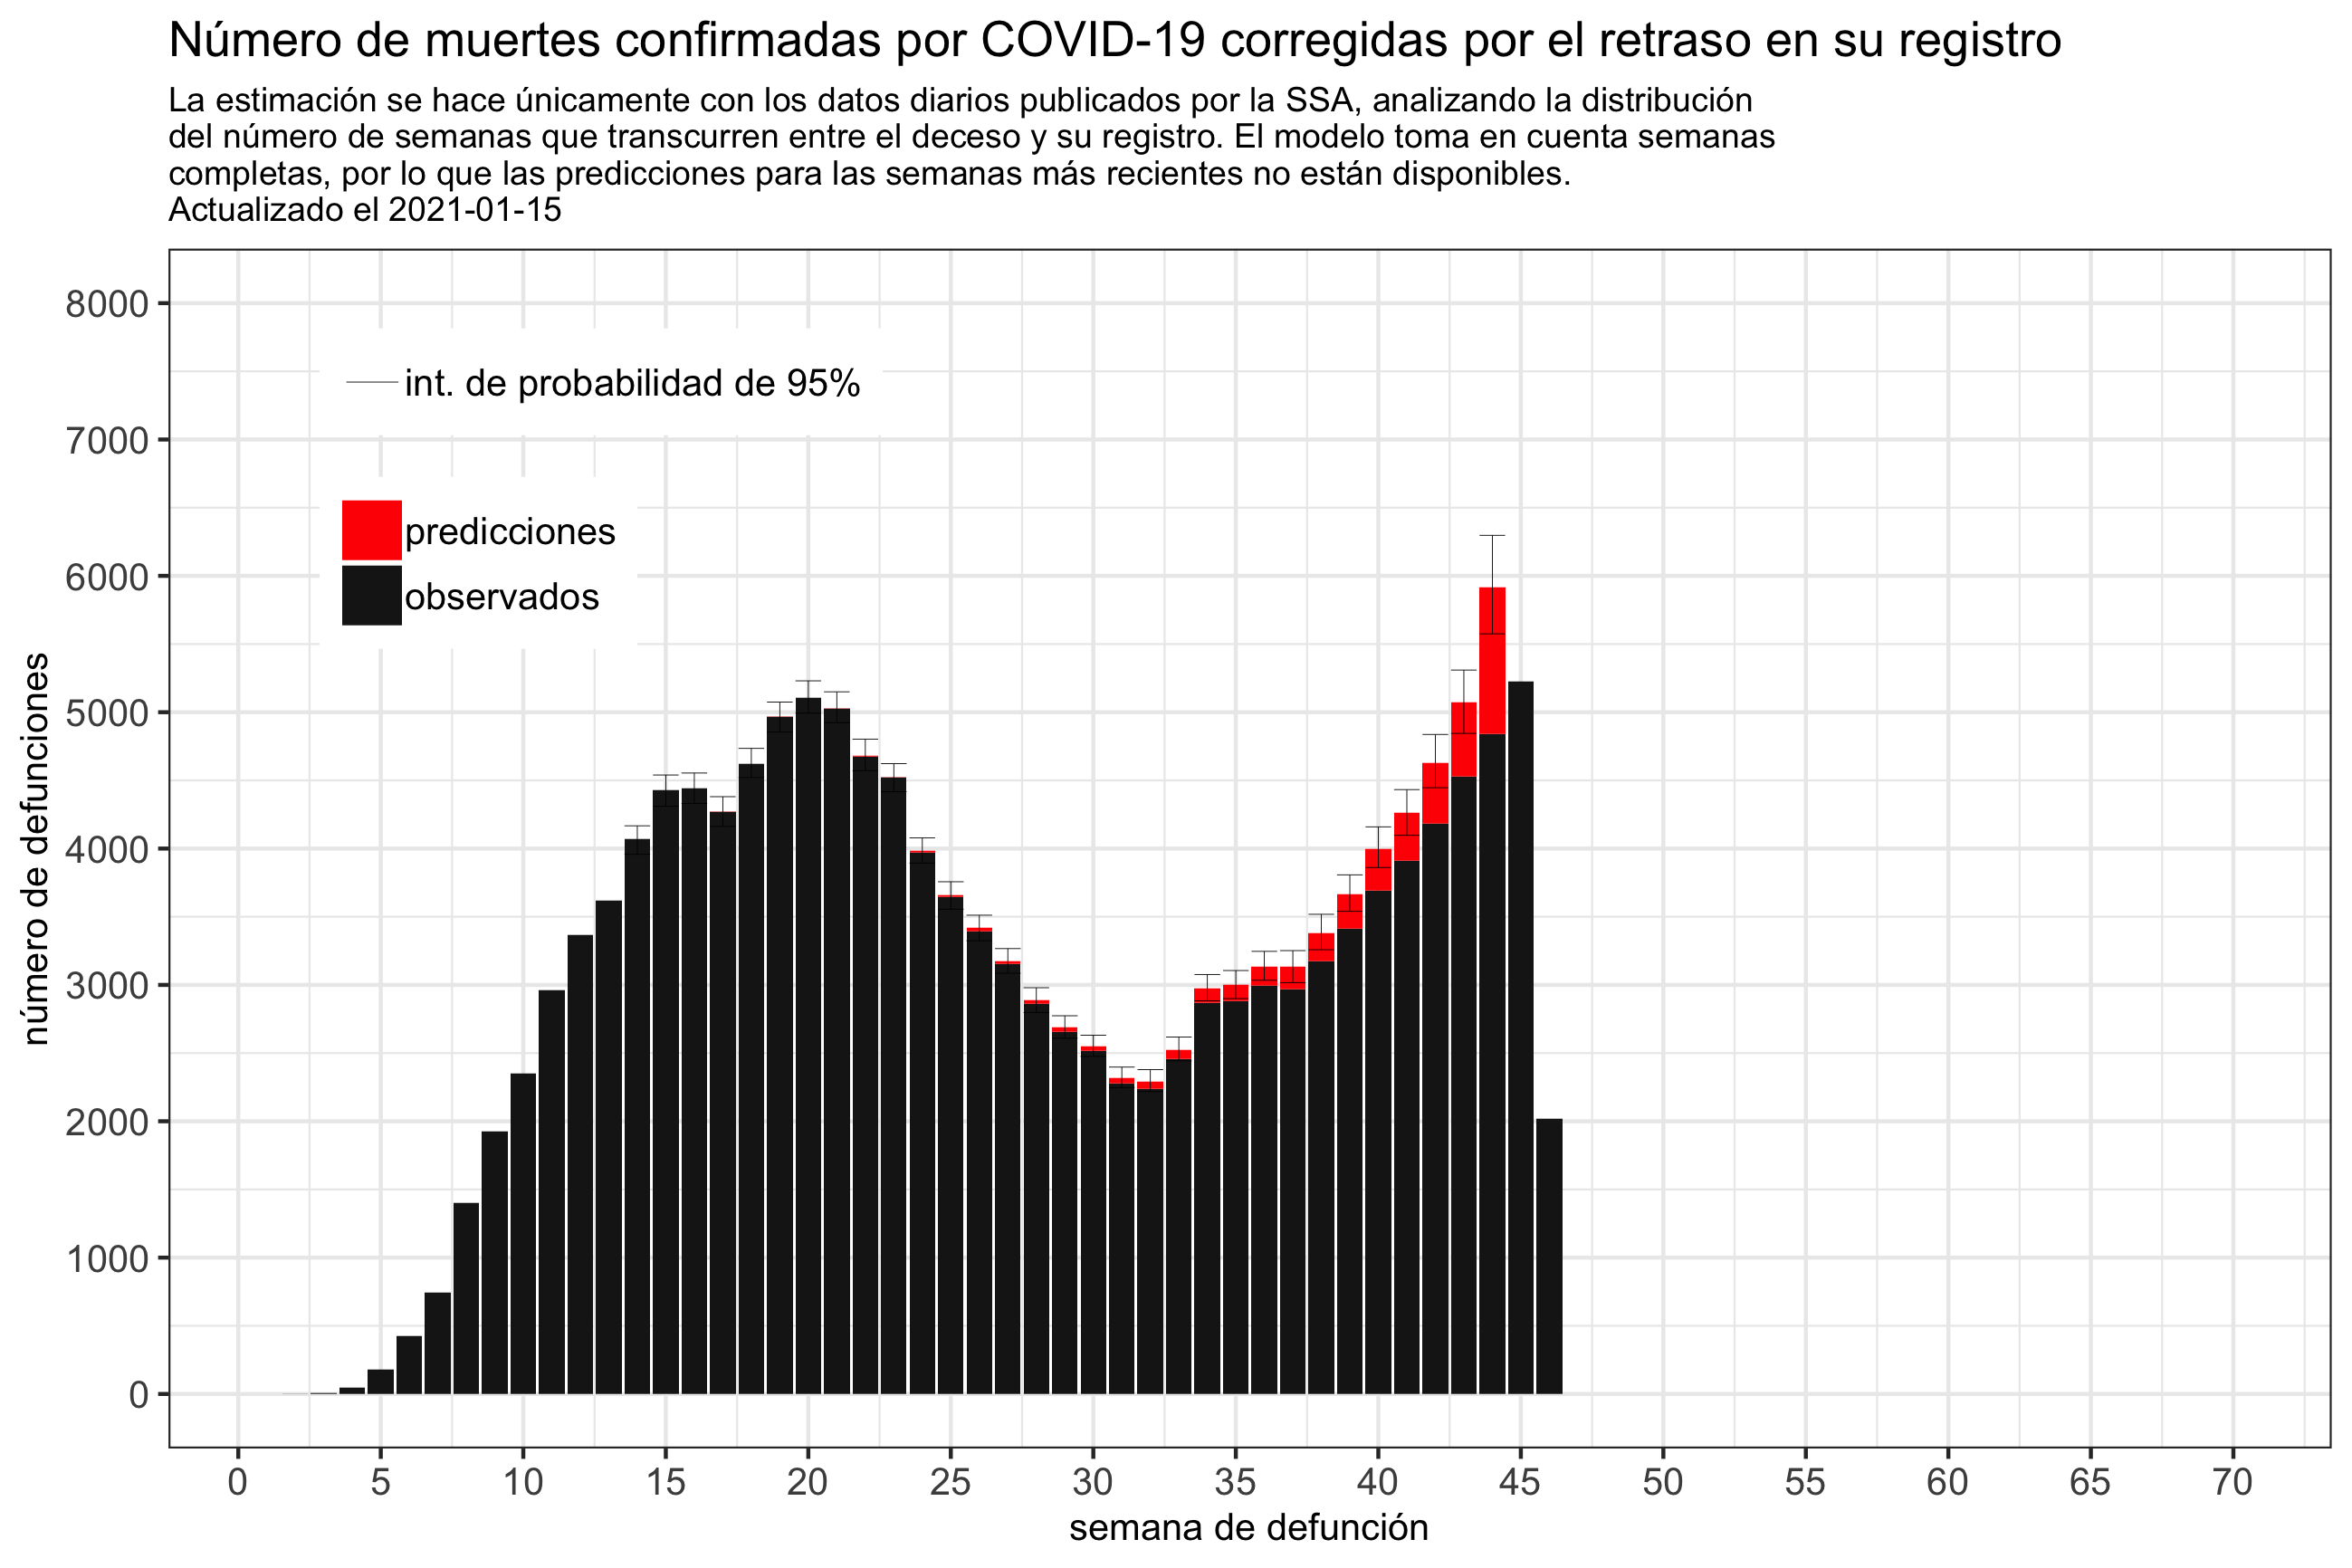 Número de muertes confirmadas por COVID-19 corregidas por el retraso en su registro
La estimación se hace únicamente con los datos diarios publicados por la SSA, analizando la distribución
del número de semanas que transcurren entre el deceso y su registro. El modelo toma en cuenta semanas
completas, por lo que las predicciones para las semanas más recientes no están disponibles.
Actualizado el 2021-01-15
8000
7000
6000
5000
4000
3000
2000
1000
0
número de defunciones
int. de probabilidad de 95%
predicciones
observados
0 5 10 15 20 25 30 35 40 45 50 55 60 65 70
semana de defunción